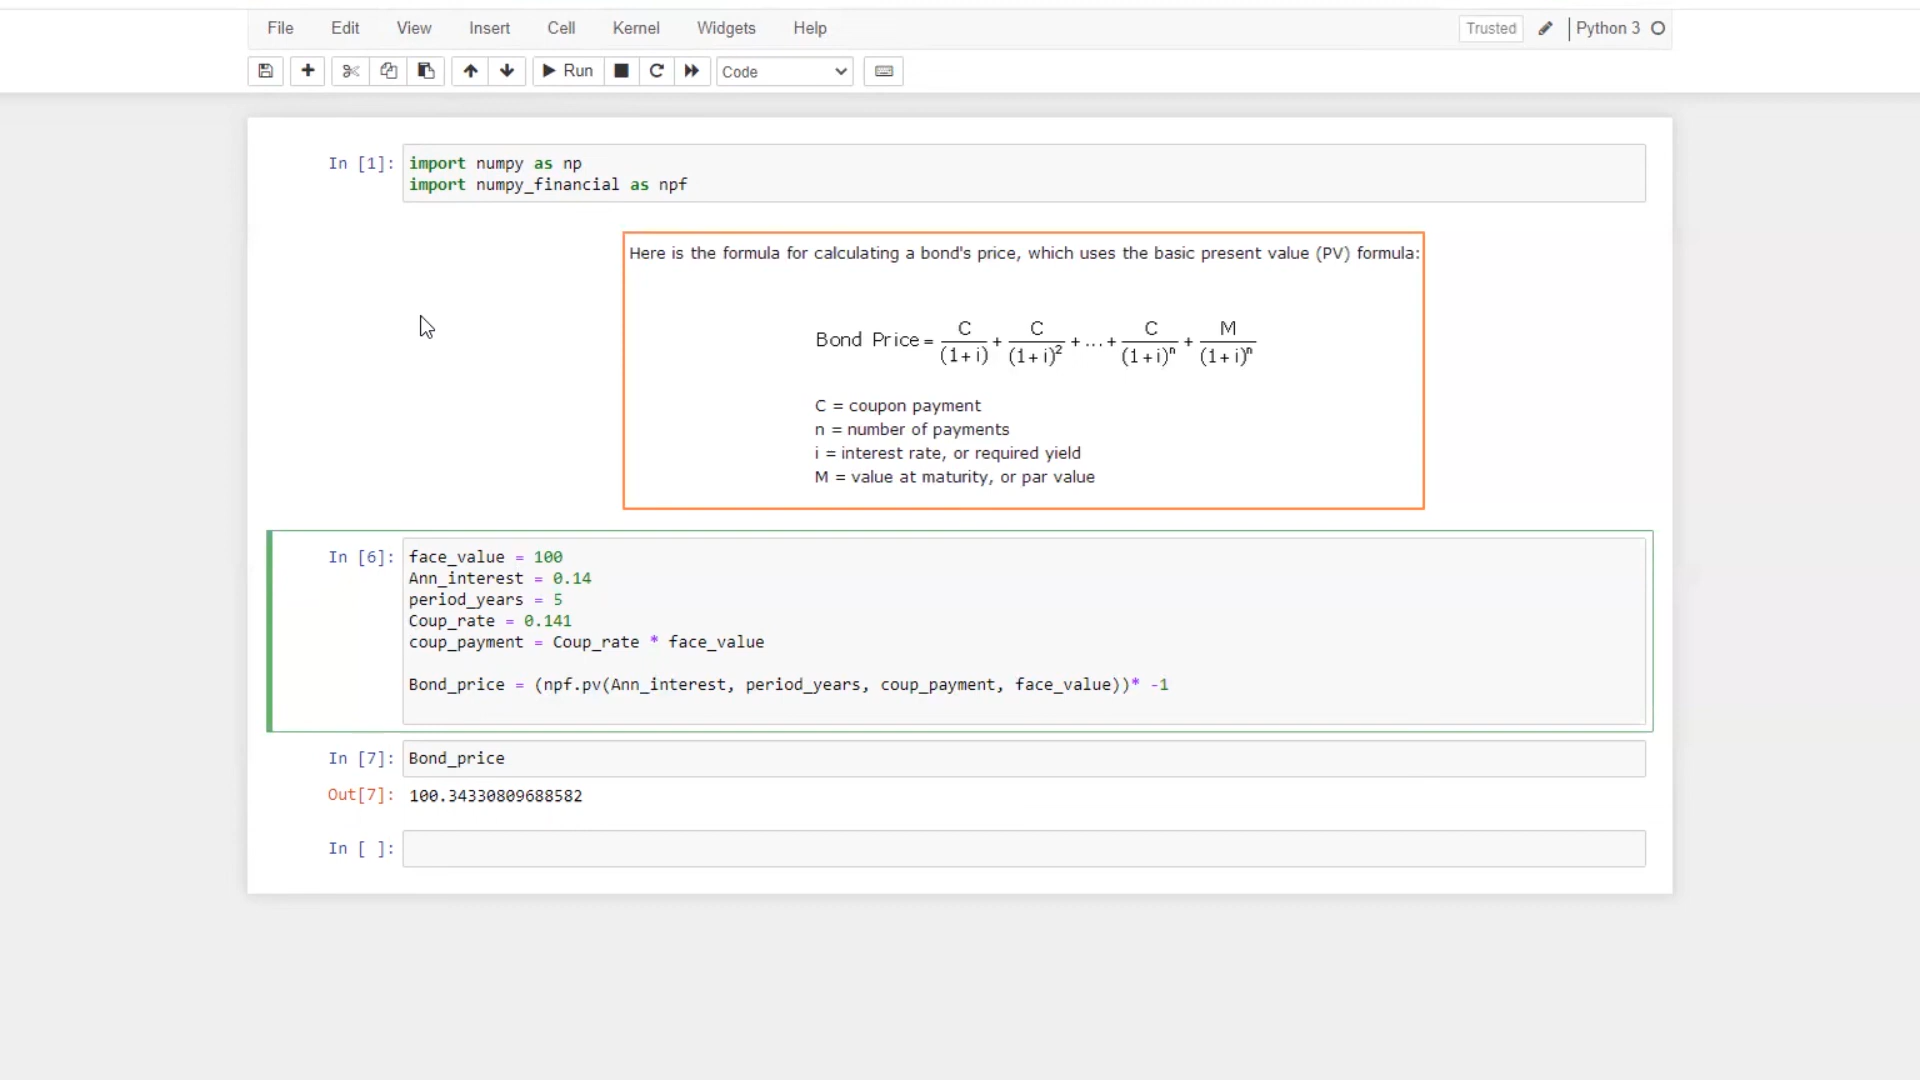 File Edit View Insert Cell Kernel Widgets Help Trusted Python 3
Run Code
In [1]: import numpy as np
import numpy_financial as npf
Here is the formula for calculating a bond's price, which uses the basic present value (PV) formula:
Bond Price = C/(1+i) + C/(1+i)² + ... + C/(1+i)ⁿ + M/(1+i)ⁿ
C = coupon payment
n = number of payments
i = interest rate, or required yield
M = value at maturity, or par value
In [6]: face_value = 100
Ann_interest = 0.14
period_years = 5
Coup_rate = 0.141
coup_payment = Coup_rate * face_value
Bond_price = (npf.pv(Ann_interest, period_years, coup_payment, face_value))* -1
In [7]: Bond_price
Out[7]: 100.34330809688582
In [ ]: